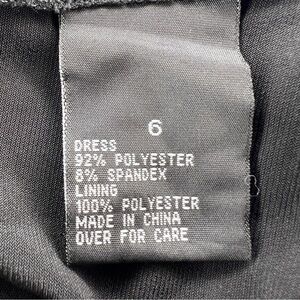 6
DRESS
92% POLYESTER
8% SPANDEX
LINING
100% POLYESTER
MADE IN CHINA
OVER FOR CARE